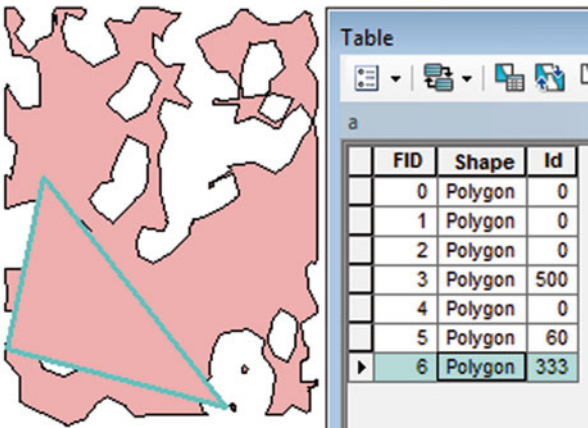 Table
a
FID Shape Id
0 Polygon 0
1 Polygon 0
2 Polygon 0
3 Polygon 500
4 Polygon 0
5 Polygon 60
6 Polygon 333